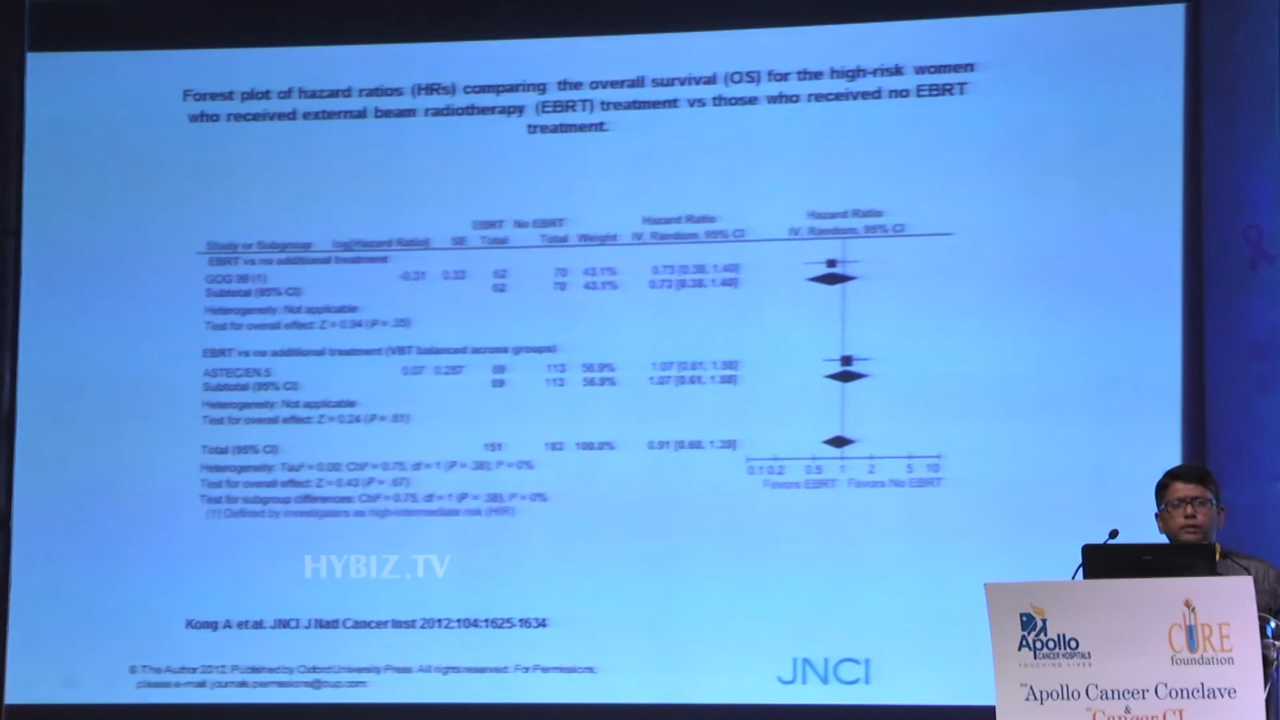 Forest plot of hazard ratios (HRs) comparing the overall survival (OS) for the high-risk women
who received external beam radiotherapy (EBRT) treatment vs those who received no EBRT
treatment.
EBRT No EBRT Hazard Ratio Hazard Ratio
Study or Subgroup log[Hazard Ratio] SE Total Total Weight IV, Random, 95% CI IV, Random, 95% CI
EBRT vs no additional treatment
GOG 99 (1) -0.31 0.33 62 70 43.1% 0.73 [0.38, 1.40]
Subtotal (95% CI) 62 70 43.1% 0.73 [0.38, 1.40]
Heterogeneity: Not applicable
Test for overall effect: Z = 0.94 (P = .35)
EBRT vs no additional treatment (VBT balanced across groups)
ASTEC/EN.5 0.07 0.287 89 113 56.9% 1.07 [0.61, 1.88]
Subtotal (95% CI) 89 113 56.9% 1.07 [0.61, 1.88]
Heterogeneity: Not applicable
Test for overall effect: Z = 0.24 (P = .81)
Total (95% CI) 151 183 100.0% 0.91 [0.60, 1.39]
Heterogeneity: Tau² = 0.00; Chi² = 0.75, df = 1 (P = .38); I² = 0%
Test for overall effect: Z = 0.43 (P = .67)
Test for subgroup differences: Chi² = 0.75, df = 1 (P = .38), I² = 0%
(1) Defined by investigators as high-intermediate risk (HIR)
0.1 0.2 0.5 1 2 5 10
Favors EBRT Favors No EBRT
HYBIZ.TV
Kong A et al. JNCI J Natl Cancer Inst 2012;104:1625-1634
© The Author 2012. Published by Oxford University Press. All rights reserved. For Permissions,
please e-mail: journals.permissions@oup.com
JNCI
Apollo
CANCER HOSPITALS
TOUCHING LIVES
CURE
foundation
Apollo Cancer Conclave
&